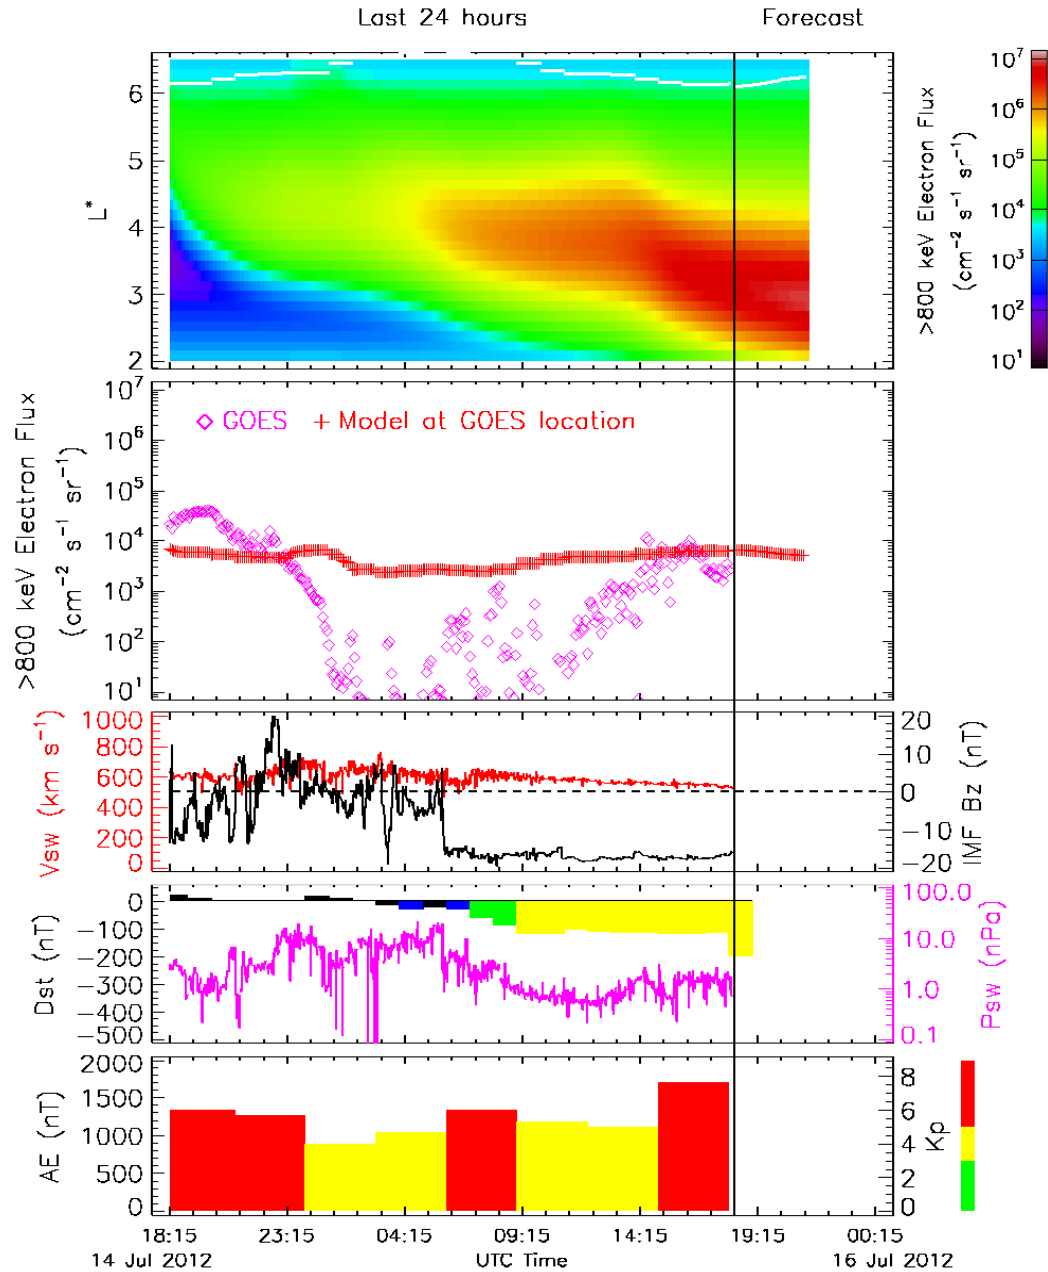 Last 24 hours
Forecast
6
5
4
3
2
L*
10^7
10^6
10^5
10^4
10^3
10^2
10^1
>800 keV Electron Flux
(cm^-2 s^-1 sr^-1)
10^7
10^6
10^5
10^4
10^3
10^2
10^1
>800 keV Electron Flux
(cm^-2 s^-1 sr^-1)
GOES
Model at GOES location
1000
800
600
400
200
0
Vsw (km s^-1)
20
10
0
-10
-20
IMF Bz (nT)
0
-100
-200
-300
-400
-500
Dst (nT)
100.0
10.0
1.0
0.1
Psw (nPa)
2000
1500
1000
500
0
AE (nT)
8
6
4
2
0
Kp
18:15 23:15 04:15 09:15 14:15 19:15 00:15
14 Jul 2012 UTC Time 16 Jul 2012